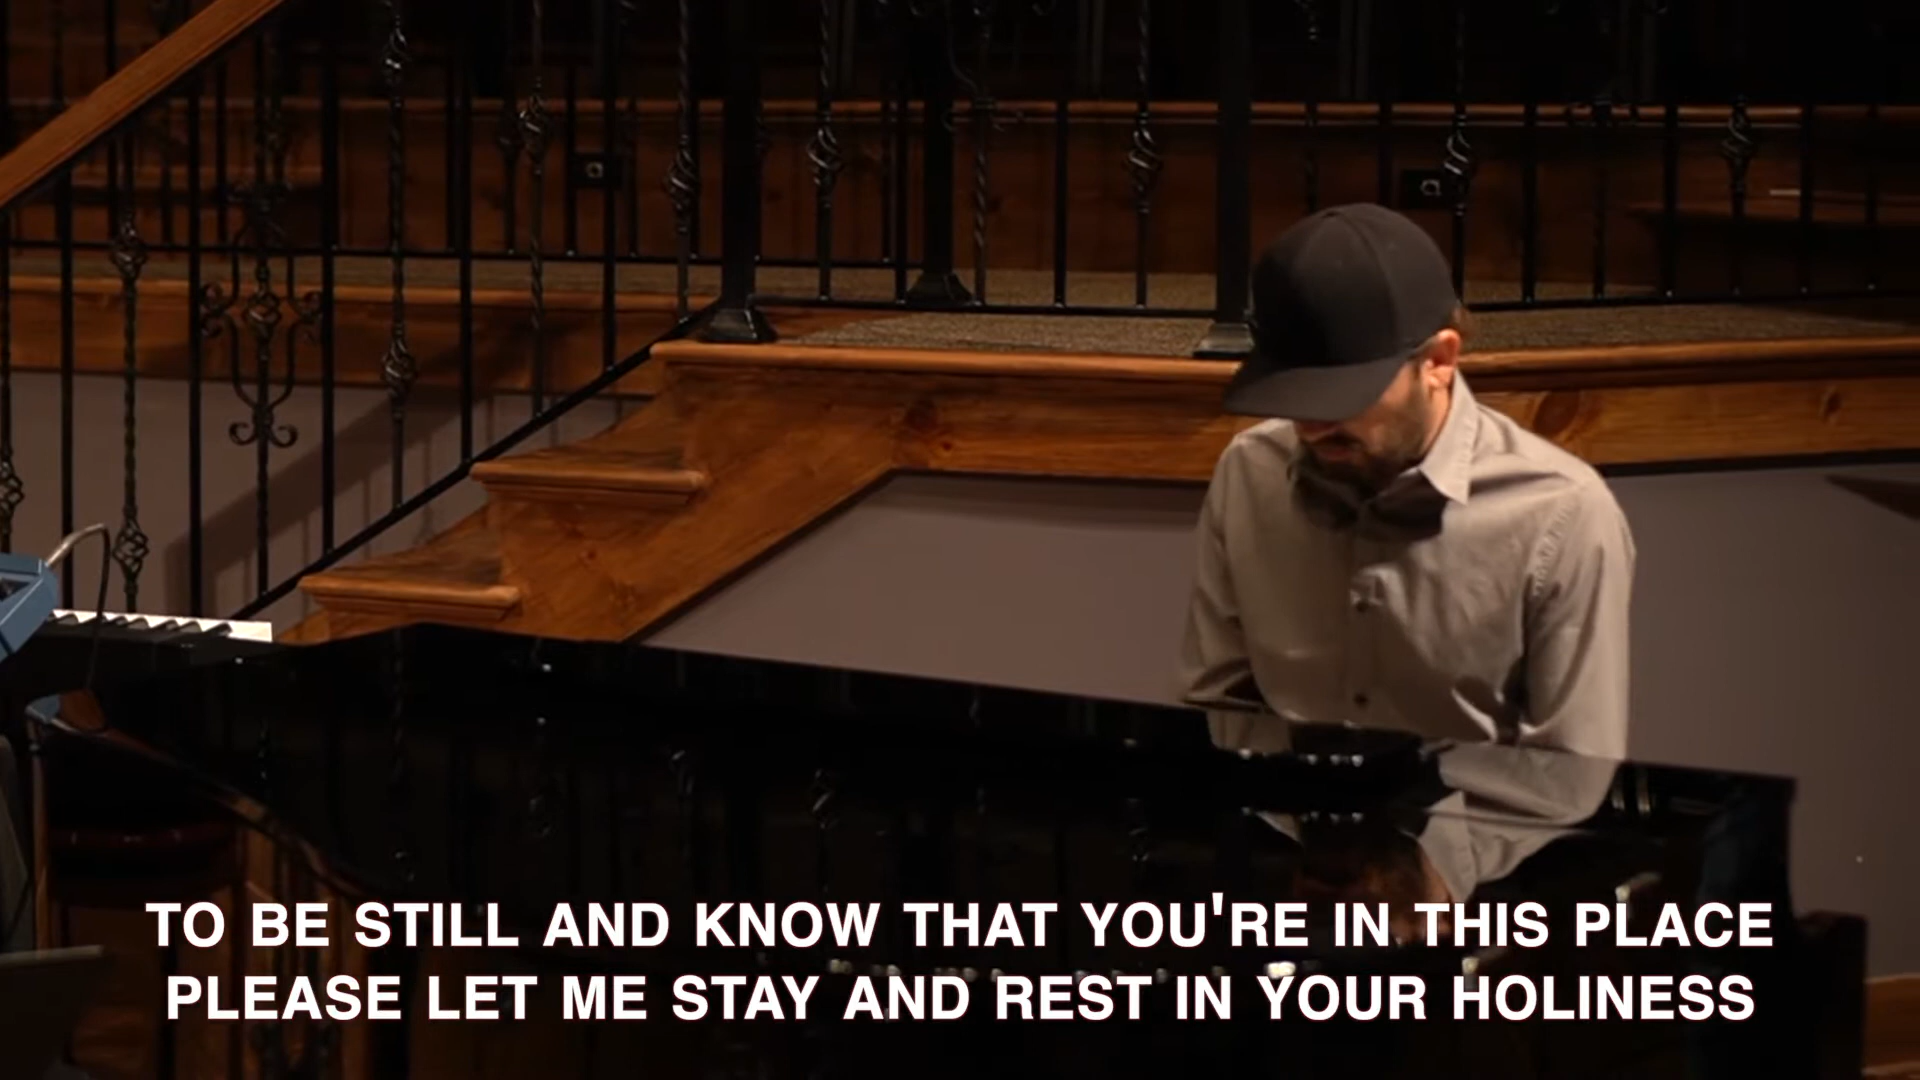 TO BE STILL AND KNOW THAT YOU'RE IN THIS PLACE
PLEASE LET ME STAY AND REST IN YOUR HOLINESS